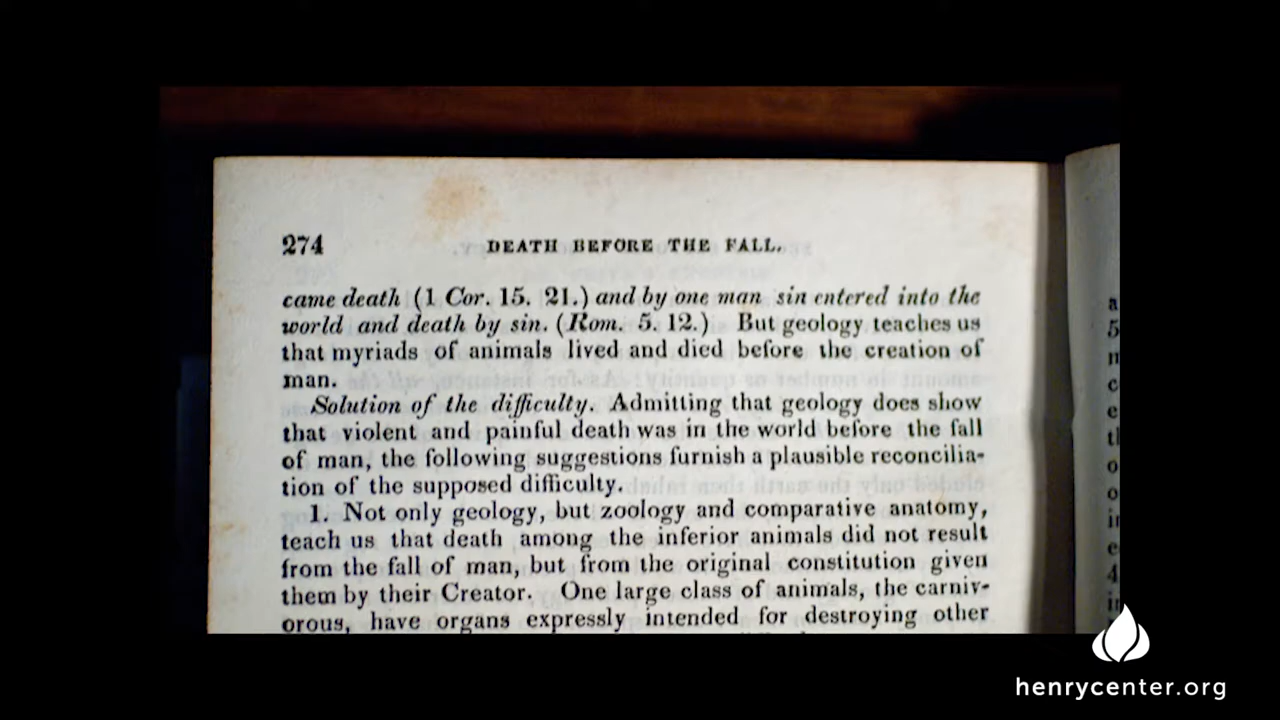 274 DEATH BEFORE THE FALL.
came death (1 Cor. 15. 21.) and by one man sin entered into the
world and death by sin. (Rom. 5. 12.) But geology teaches us
that myriads of animals lived and died before the creation of
man.
Solution of the difficulty. Admitting that geology does show
that violent and painful death was in the world before the fall
of man, the following suggestions furnish a plausible reconcilia-
tion of the supposed difficulty.
1. Not only geology, but zoology and comparative anatomy,
teach us that death among the inferior animals did not result
from the fall of man, but from the original constitution given
them by their Creator. One large class of animals, the carniv-
orous, have organs expressly intended for destroying other
henrycenter.org